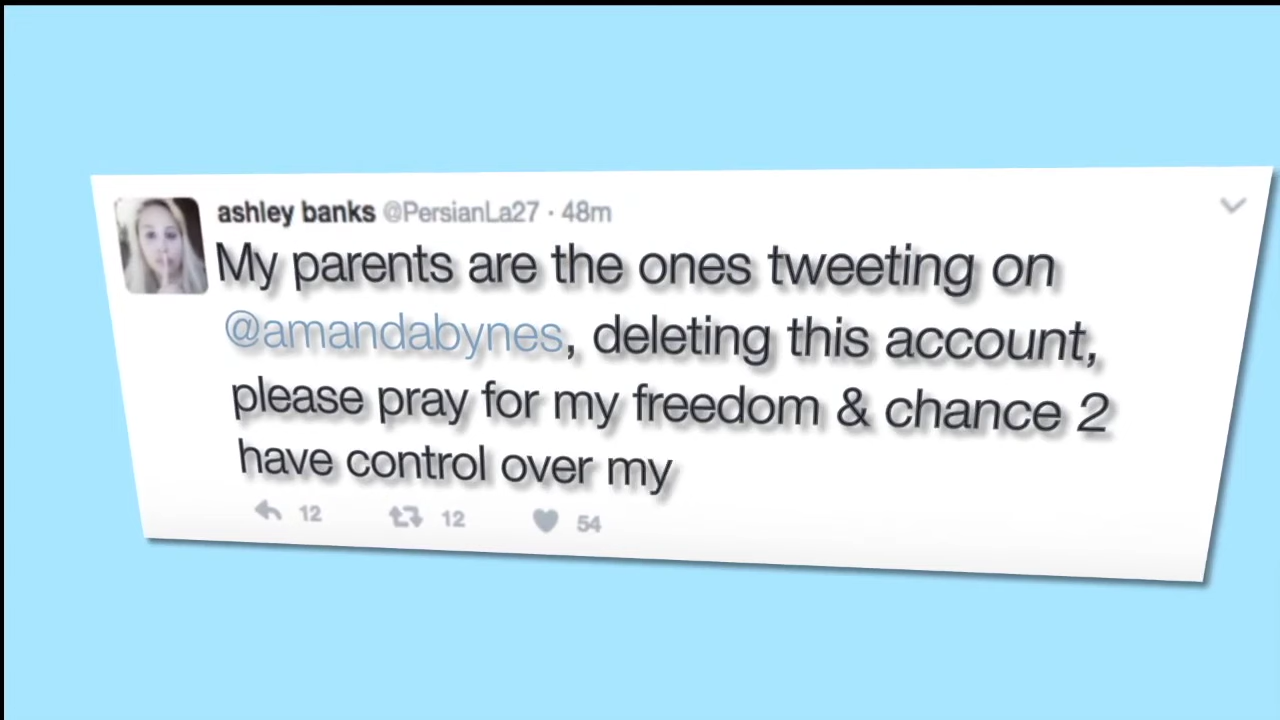 ashley banks @PersianLa27 · 48m
My parents are the ones tweeting on
@amandabynes, deleting this account,
please pray for my freedom & chance 2
have control over my
12 12 54